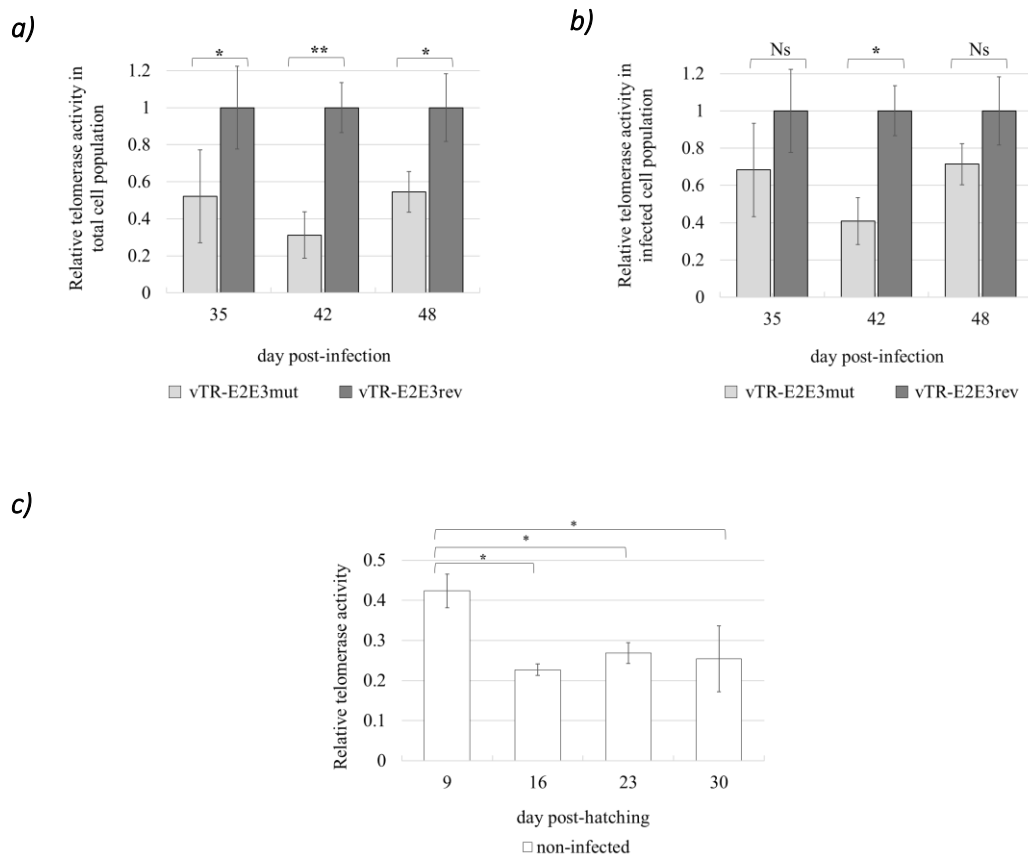 a)
* ** *
1.2
1
0.8
0.6
0.4
0.2
0
Relative telomerase activity in
total cell population
35 42 48
day post-infection
vTR-E2E3mut vTR-E2E3rev
b)
Ns * Ns
1.2
1
0.8
0.6
0.4
0.2
0
Relative telomerase activity in
infected cell population
35 42 48
day post-infection
vTR-E2E3mut vTR-E2E3rev
c)
*
*
*
0.5
0.4
0.3
0.2
0.1
0
Relative telomerase activity
9 16 23 30
day post-hatching
non-infected